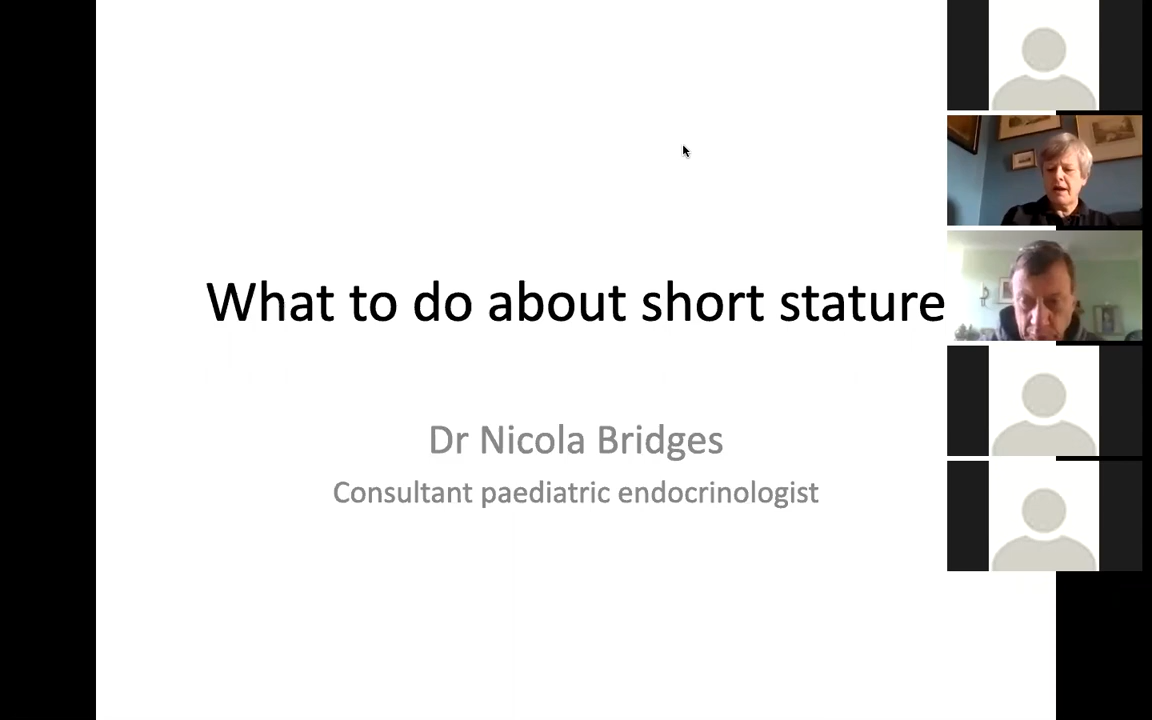 What to do about short stature
Dr Nicola Bridges
Consultant paediatric endocrinologist